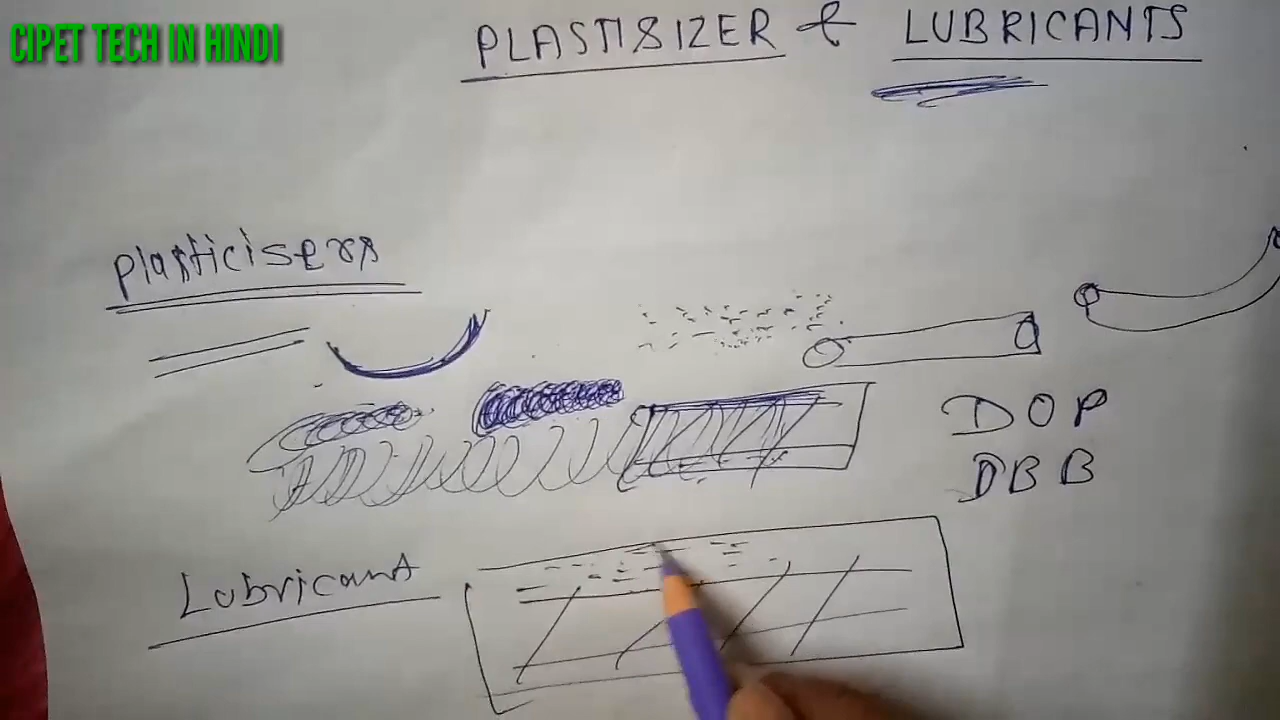 CIPET TECH IN HINDI
PLASTISIZER & LUBRICANTS
Plasticisers
DOP
DBB
Lubricant